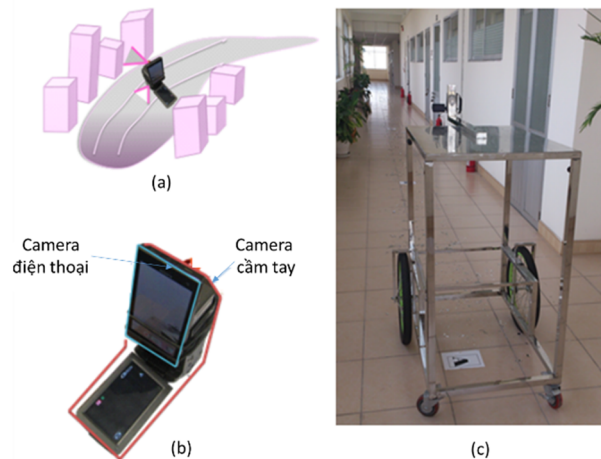 (a)
Camera
điện thoại
Camera
cầm tay
(b)
(c)